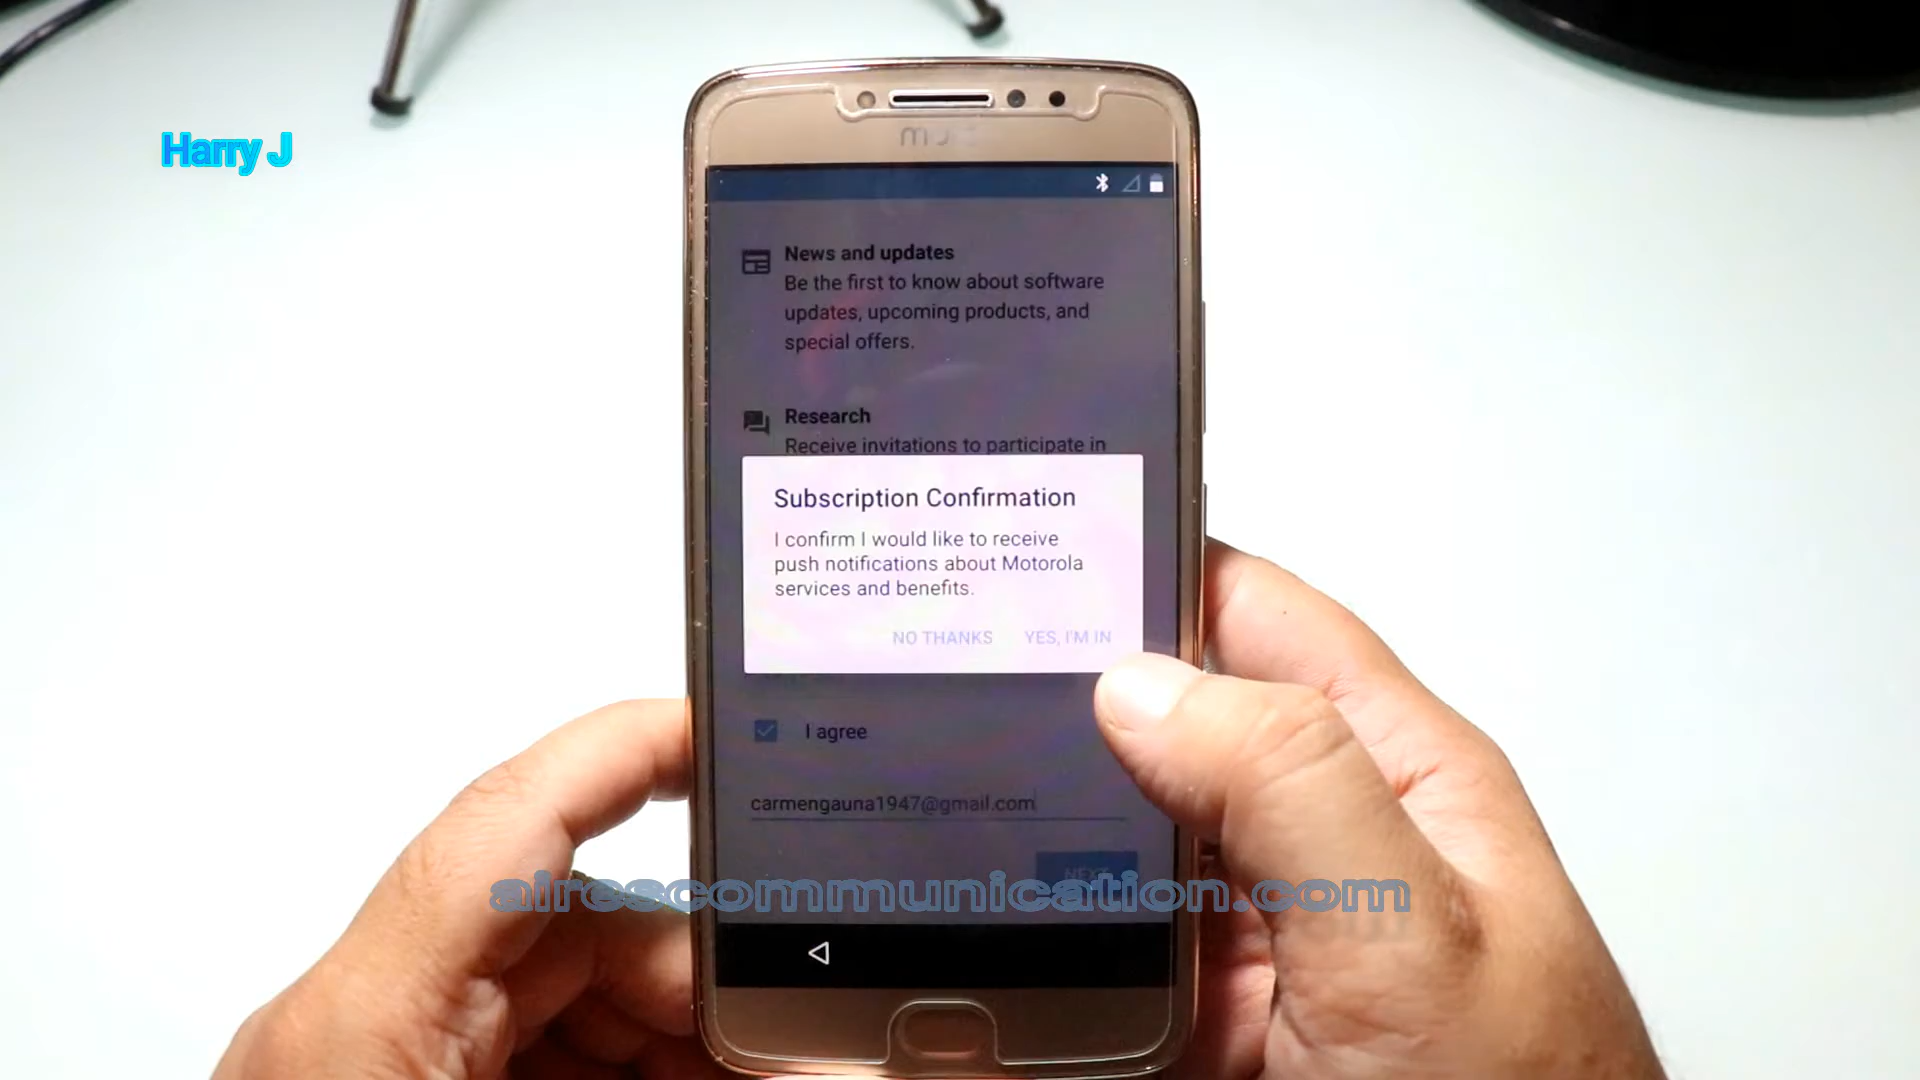 Harry J
moto
News and updates
Be the first to know about software
updates, upcoming products, and
special offers.
Research
Receive invitations to participate in
Subscription Confirmation
I confirm I would like to receive
push notifications about Motorola
services and benefits.
NO THANKS YES, I'M IN
I agree
carmengauna1947@gmail.com
NEXT
airescommunication.com